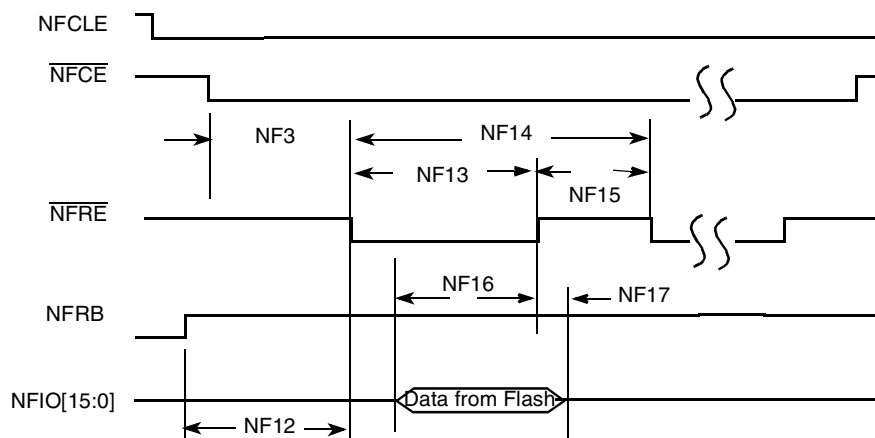 NFCLE
NFCE
NF3
NF14
NF13
NF15
NFRE
NF16
NF17
NFRB
NFIO[15:0]
Data from Flash
NF12